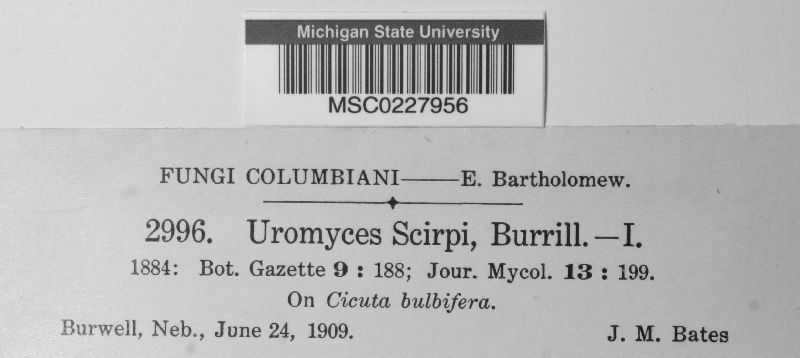 Michigan State University
MSC0227956
FUNGI COLUMBIANI——E. Bartholomew.
2996. Uromyces Scirpi, Burrill.—I.
1884: Bot. Gazette 9 : 188; Jour. Mycol. 13 : 199.
On Cicuta bulbifera.
Burwell, Neb., June 24, 1909. J. M. Bates